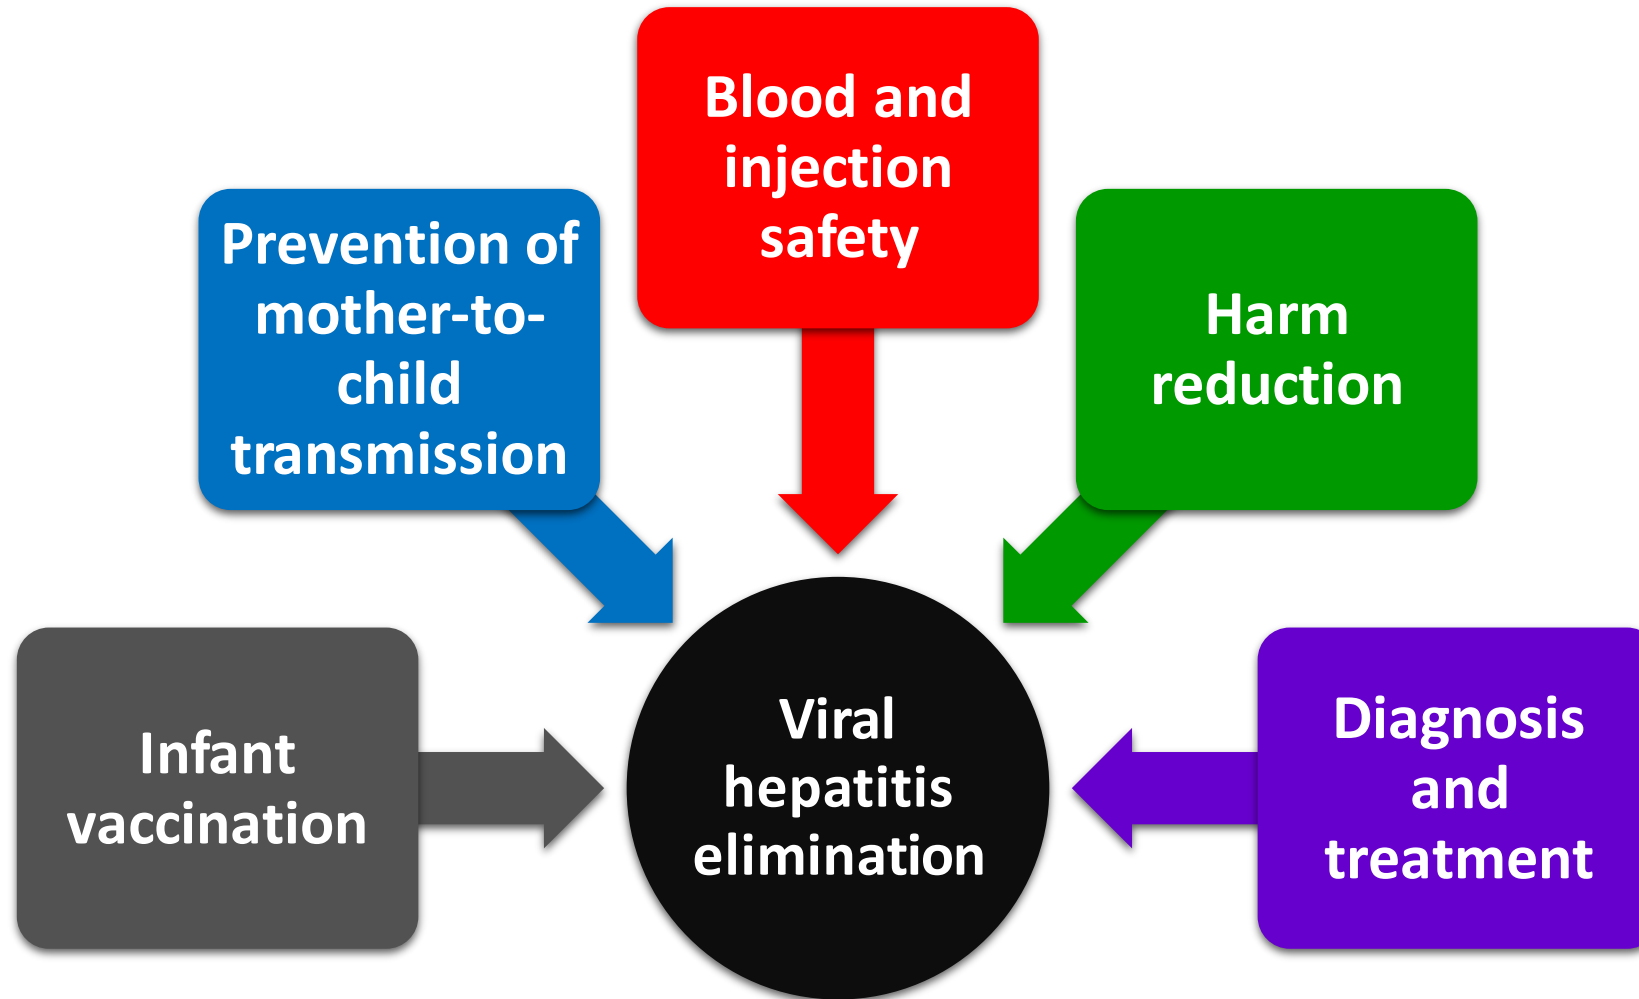 Blood and
injection
safety
Prevention of
mother-to-
child
transmission
Harm
reduction
Infant
vaccination
Viral
hepatitis
elimination
Diagnosis
and
treatment